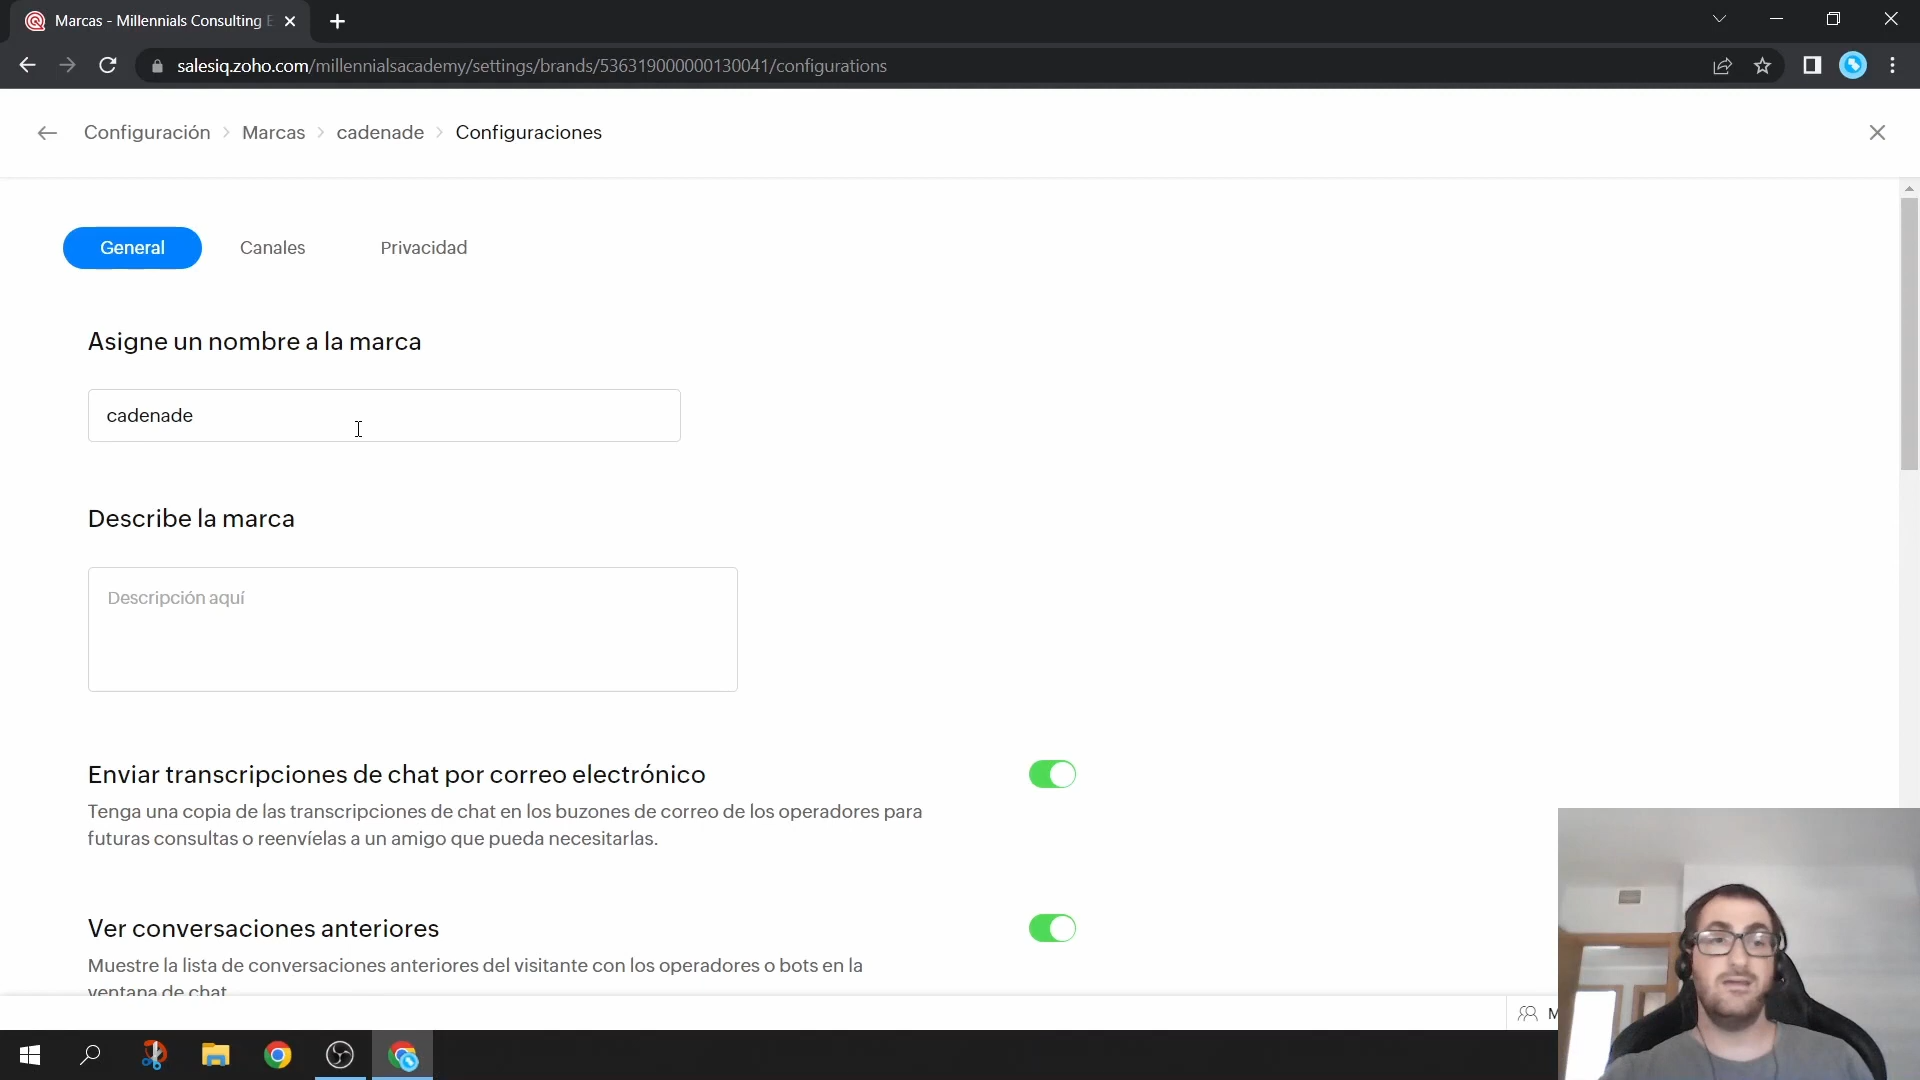 Marcas - Millennials Consulting
salesiq.zoho.com/millennialsacademy/settings/brands/536319000000130041/configurations
Configuración > Marcas > cadenade > Configuraciones
General Canales Privacidad
Asigne un nombre a la marca
cadenade
Describe la marca
Descripción aquí
Enviar transcripciones de chat por correo electrónico
Tenga una copia de las transcripciones de chat en los buzones de correo de los operadores para
futuras consultas o reenvíelas a un amigo que pueda necesitarlas.
Ver conversaciones anteriores
Muestre la lista de conversaciones anteriores del visitante con los operadores o bots en la
ventana de chat